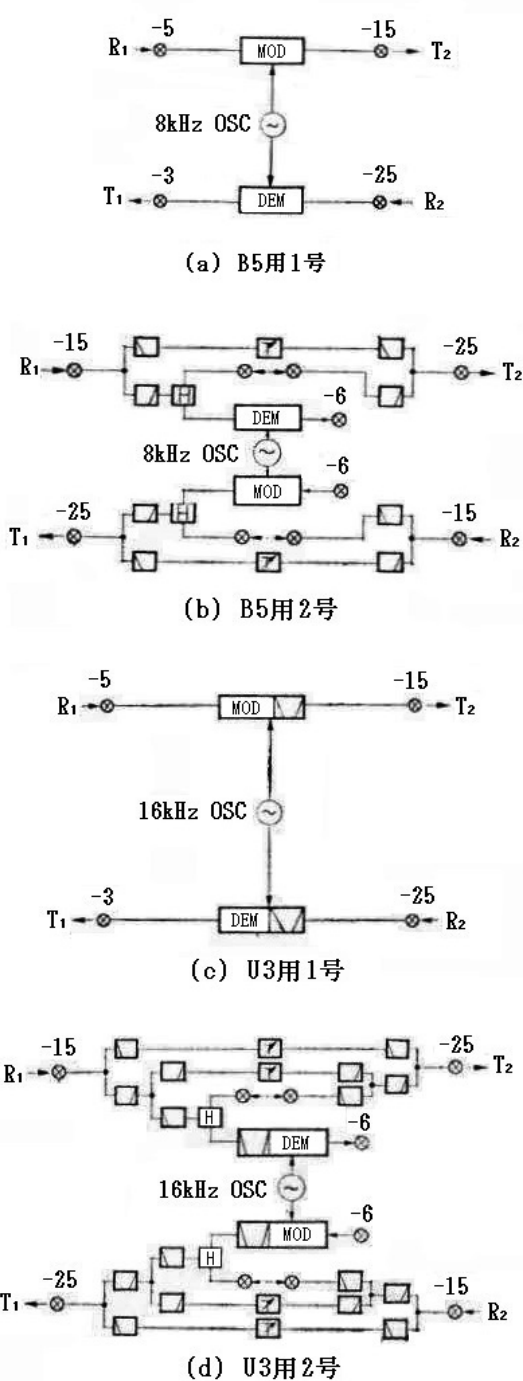 -5 -15
R₁ MOD T₂
8kHz OSC
-3 -25
T₁ DEM R₂
(a) B5用1号
-15 -25
R₁ T₂
H -6
DEM
8kHz OSC
-6
MOD
-25 H -15
T₁ R₂
(b) B5用2号
-5 -15
R₁ MOD T₂
16kHz OSC
-3 -25
T₁ DEM R₂
(c) U3用1号
-15 -25
R₁ T₂
H -6
DEM
16kHz OSC
-6
MOD
H
-25 -15
T₁ R₂
(d) U3用2号